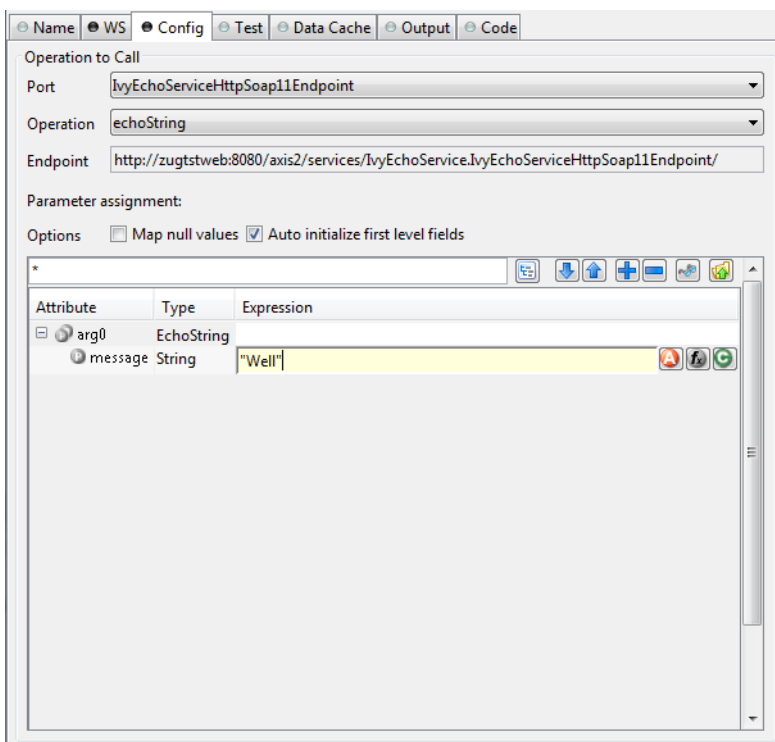 Name WS Config Test Data Cache Output Code
Operation to Call
Port IvyEchoServiceHttpSoap11Endpoint
Operation echoString
Endpoint http://zugtstweb:8080/axis2/services/IvyEchoService.IvyEchoServiceHttpSoap11Endpoint/
Parameter assignment:
Options Map null values Auto initialize first level fields
*
Attribute Type Expression
arg0 EchoString
message String "Well" A fx C